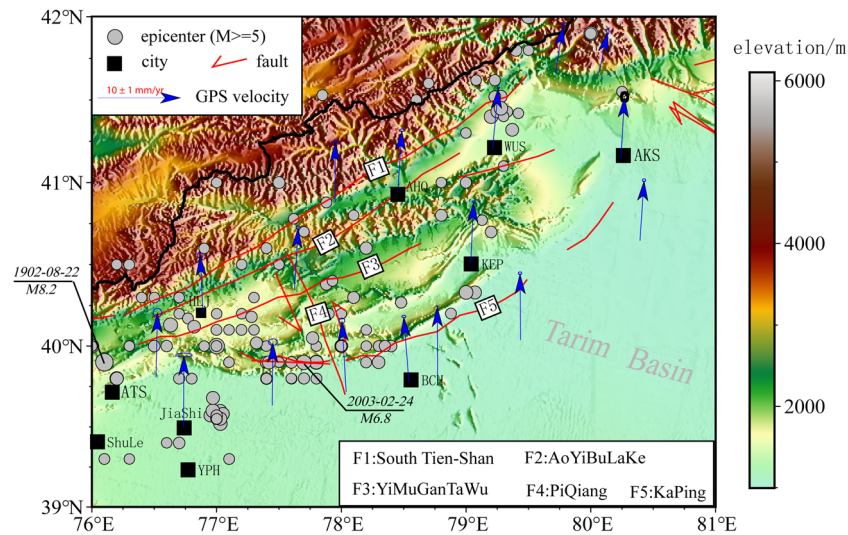 42°N
41°N
40°N
39°N
76°E
77°E
78°E
79°E
80°E
81°E
epicenter (M>=5)
city
fault
10 ± 1 mm/yr
GPS velocity
elevation/m
6000
4000
2000
F1
F2
F3
F4
F5
WUS
AKS
AHQ
KEP
BCH
ATS
JiaShi
ShuLe
YPH
1902-08-22
M8.2
2003-02-24
M6.8
Tarim Basin
F1:South Tien-Shan F2:AoYiBuLaKe
F3:YiMuGanTaWu F4:PiQiang F5:KaPing